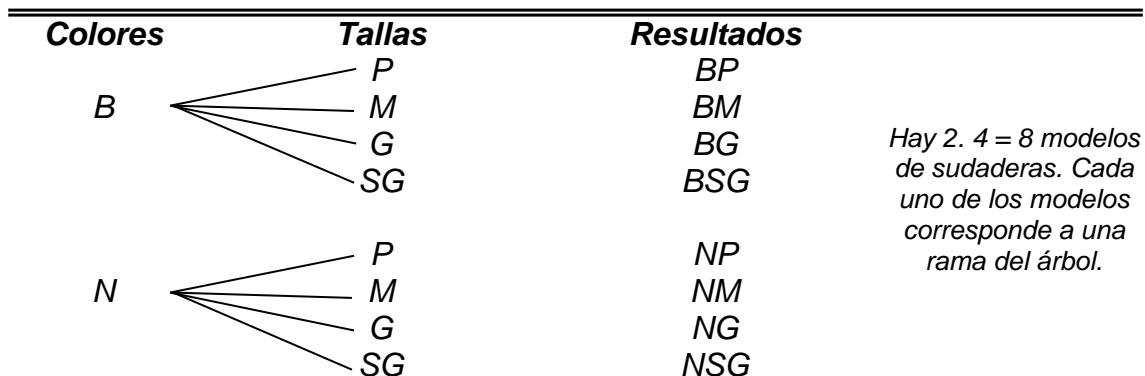 Colores Tallas Resultados
P BP
B M BM
G BG
SG BSG
P NP
N M NM
G NG
SG NSG
Hay 2. 4 = 8 modelos
de sudaderas. Cada
uno de los modelos
corresponde a una
rama del árbol.